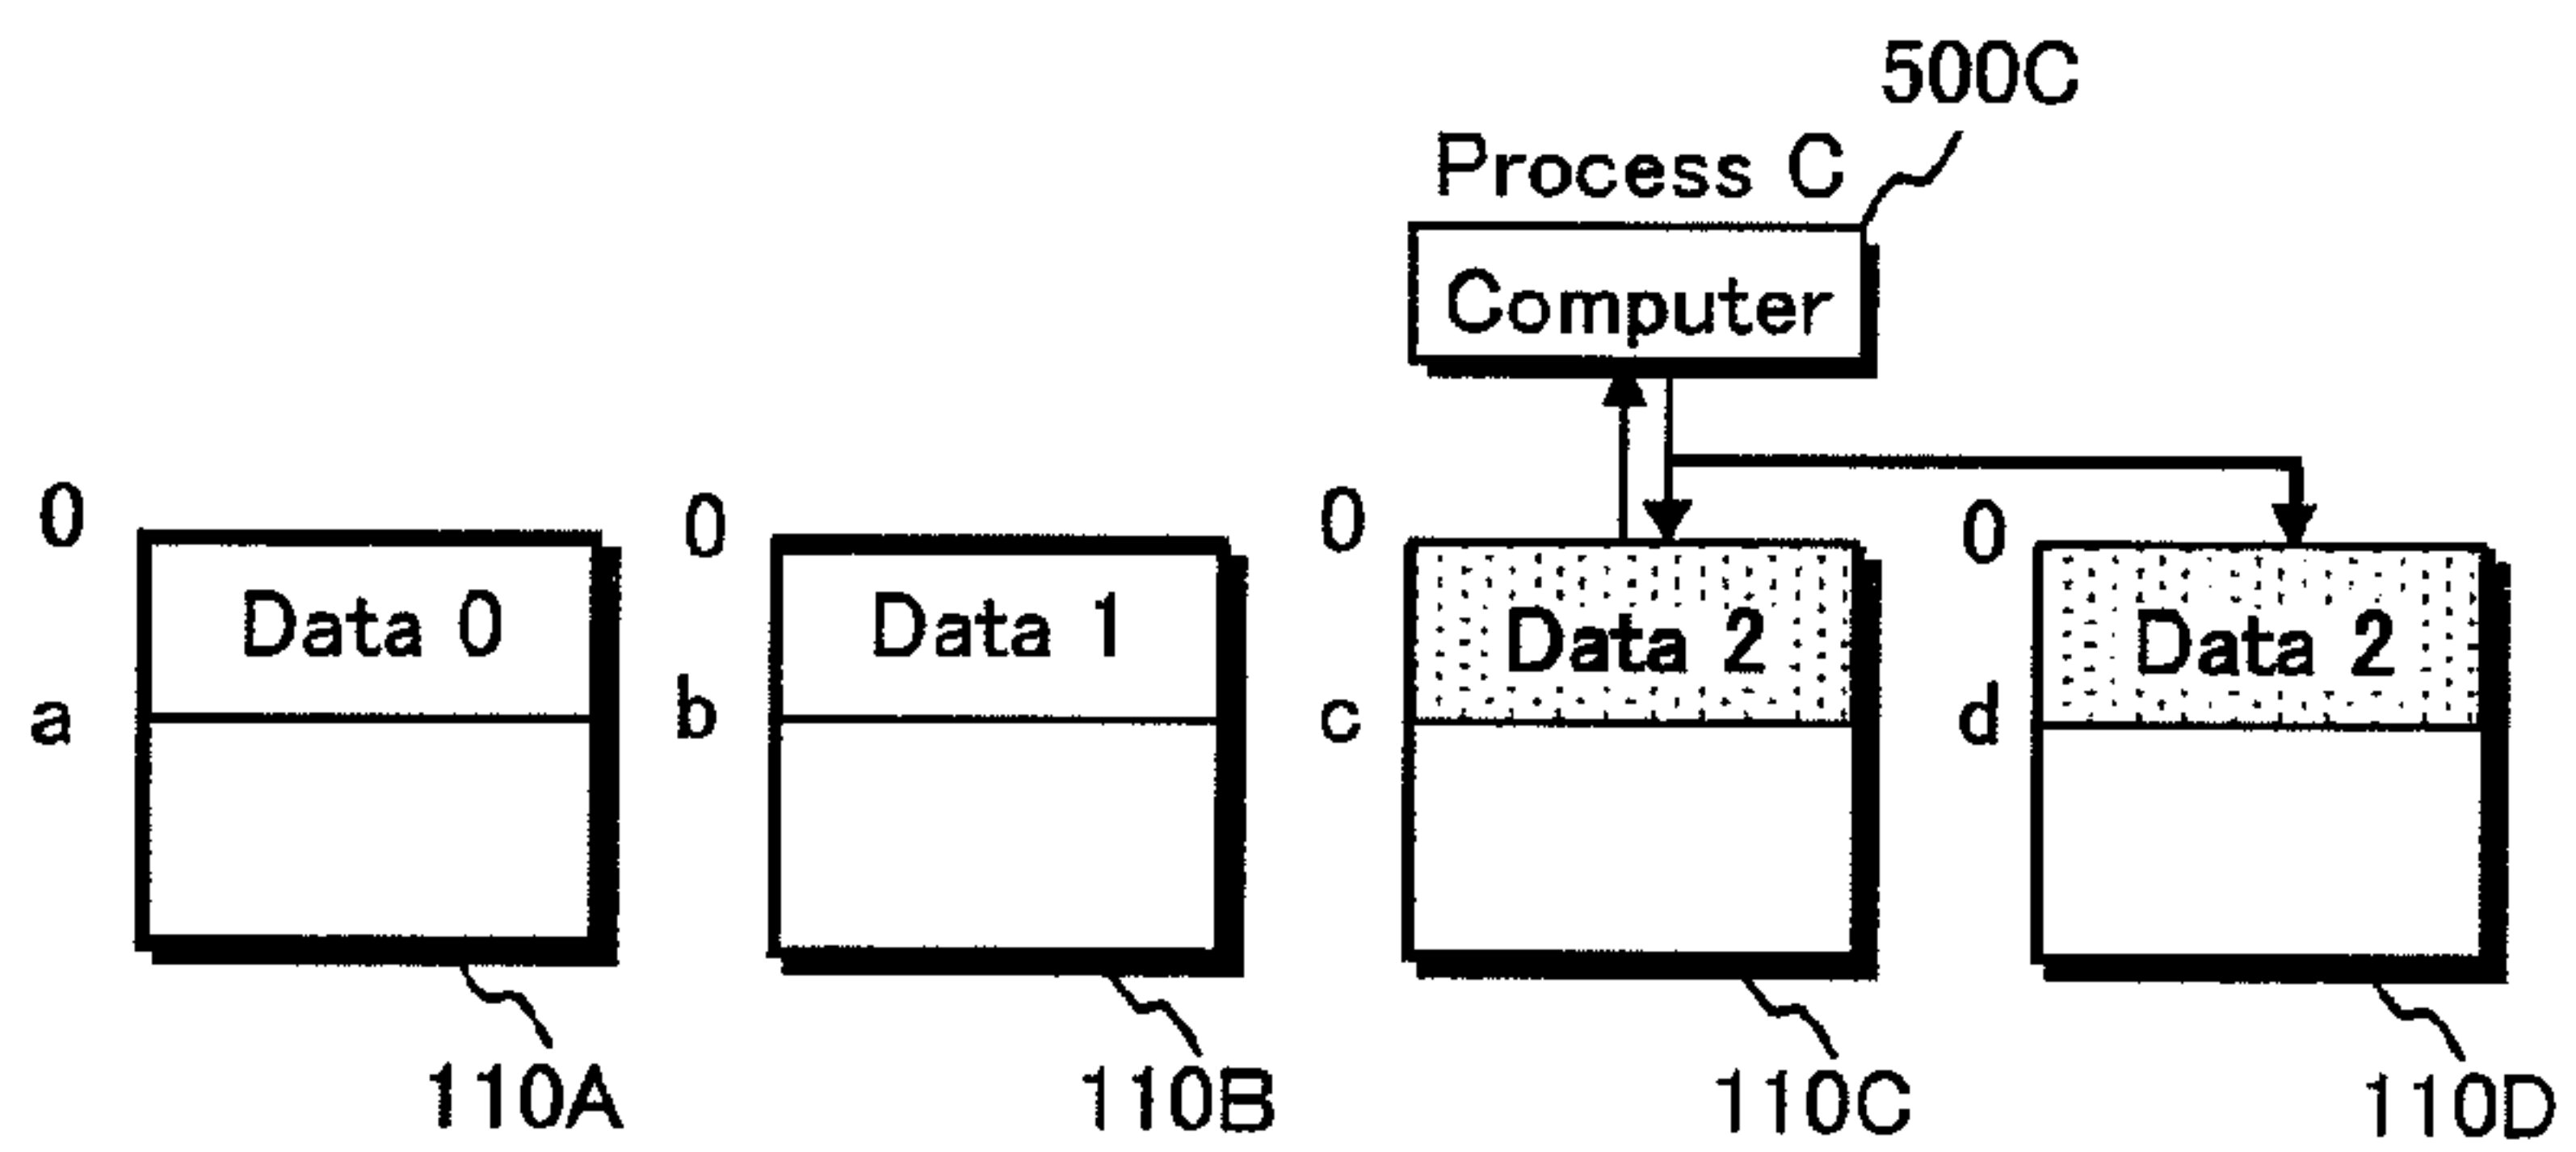 500C
Process C
Computer
0 0 0 0
Data 0 Data 1 Data 2 Data 2
a b c d
110A 110B 110C 110D